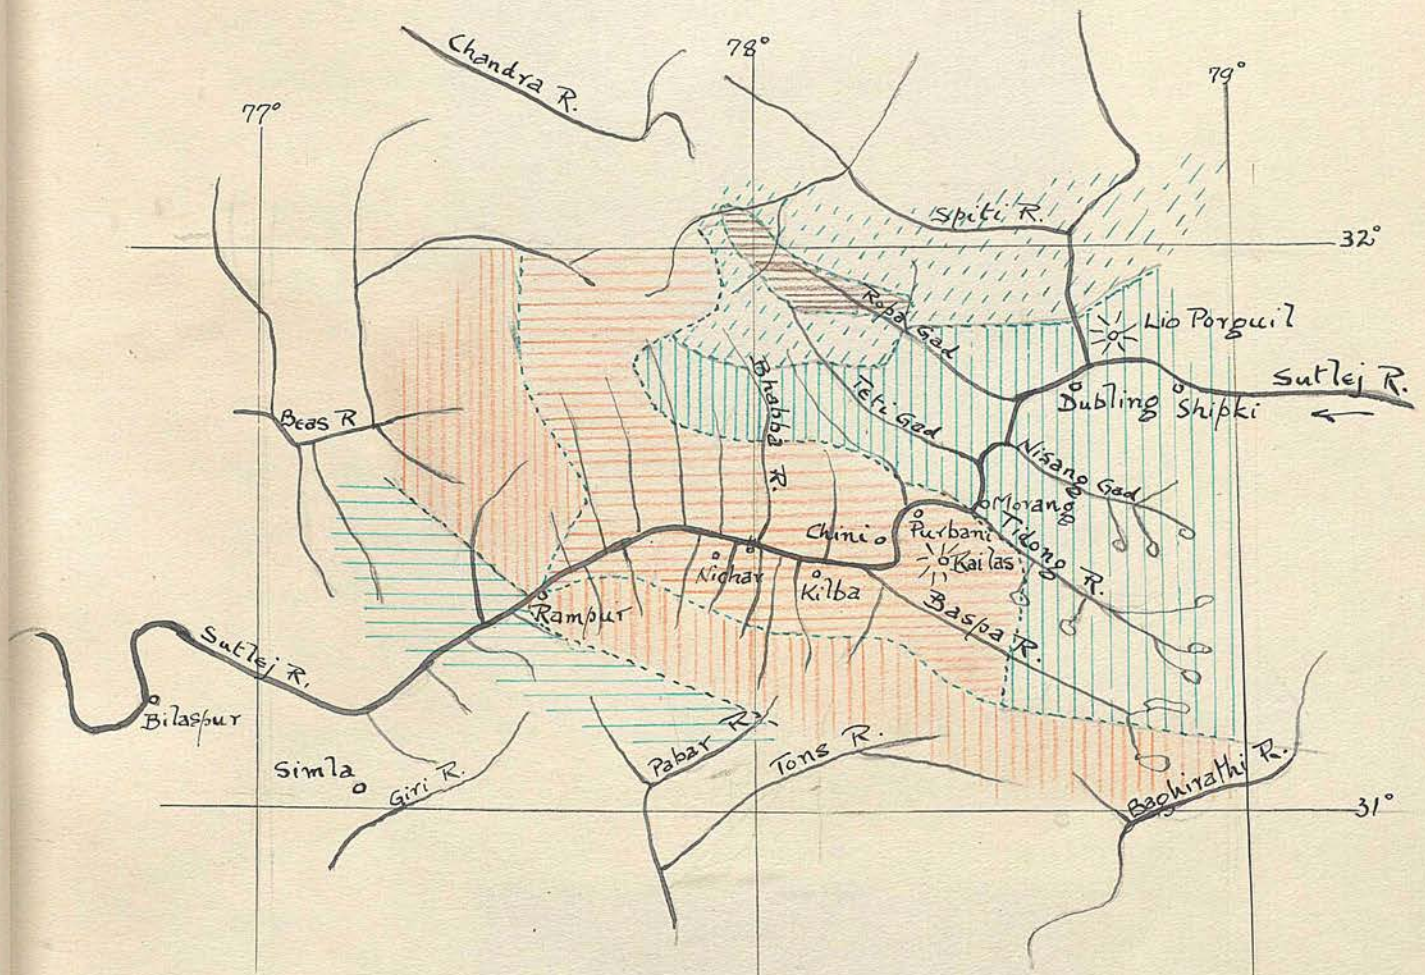 Chandra R.
78°
79°
77°
Spiti R.
32°
Ropa Gad
Lio Porguil
Bhabba R.
Teti Gad
Sutlej R.
Dubling
Shipki
Beas R
Nisang Gad
Morang
Chini
Purbani
Tidong R.
Kailas
Nichar
Kilba
Baspa R.
Rampur
Sutlej R.
Bilaspur
Pabar R.
Tons R.
Simla
Giri R.
Baghirathi R.
31°